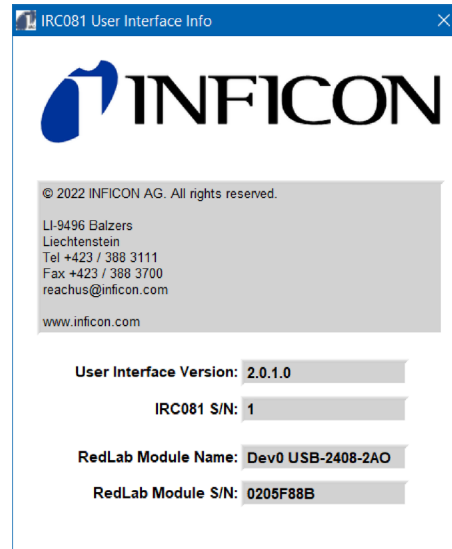 IRC081 User Interface Info
INFICON
© 2022 INFICON AG. All rights reserved.
LI-9496 Balzers
Liechtenstein
Tel +423 / 388 3111
Fax +423 / 388 3700
reachus@inficon.com
www.inficon.com
User Interface Version: 2.0.1.0
IRC081 S/N: 1
RedLab Module Name: Dev0 USB-2408-2AO
RedLab Module S/N: 0205F88B